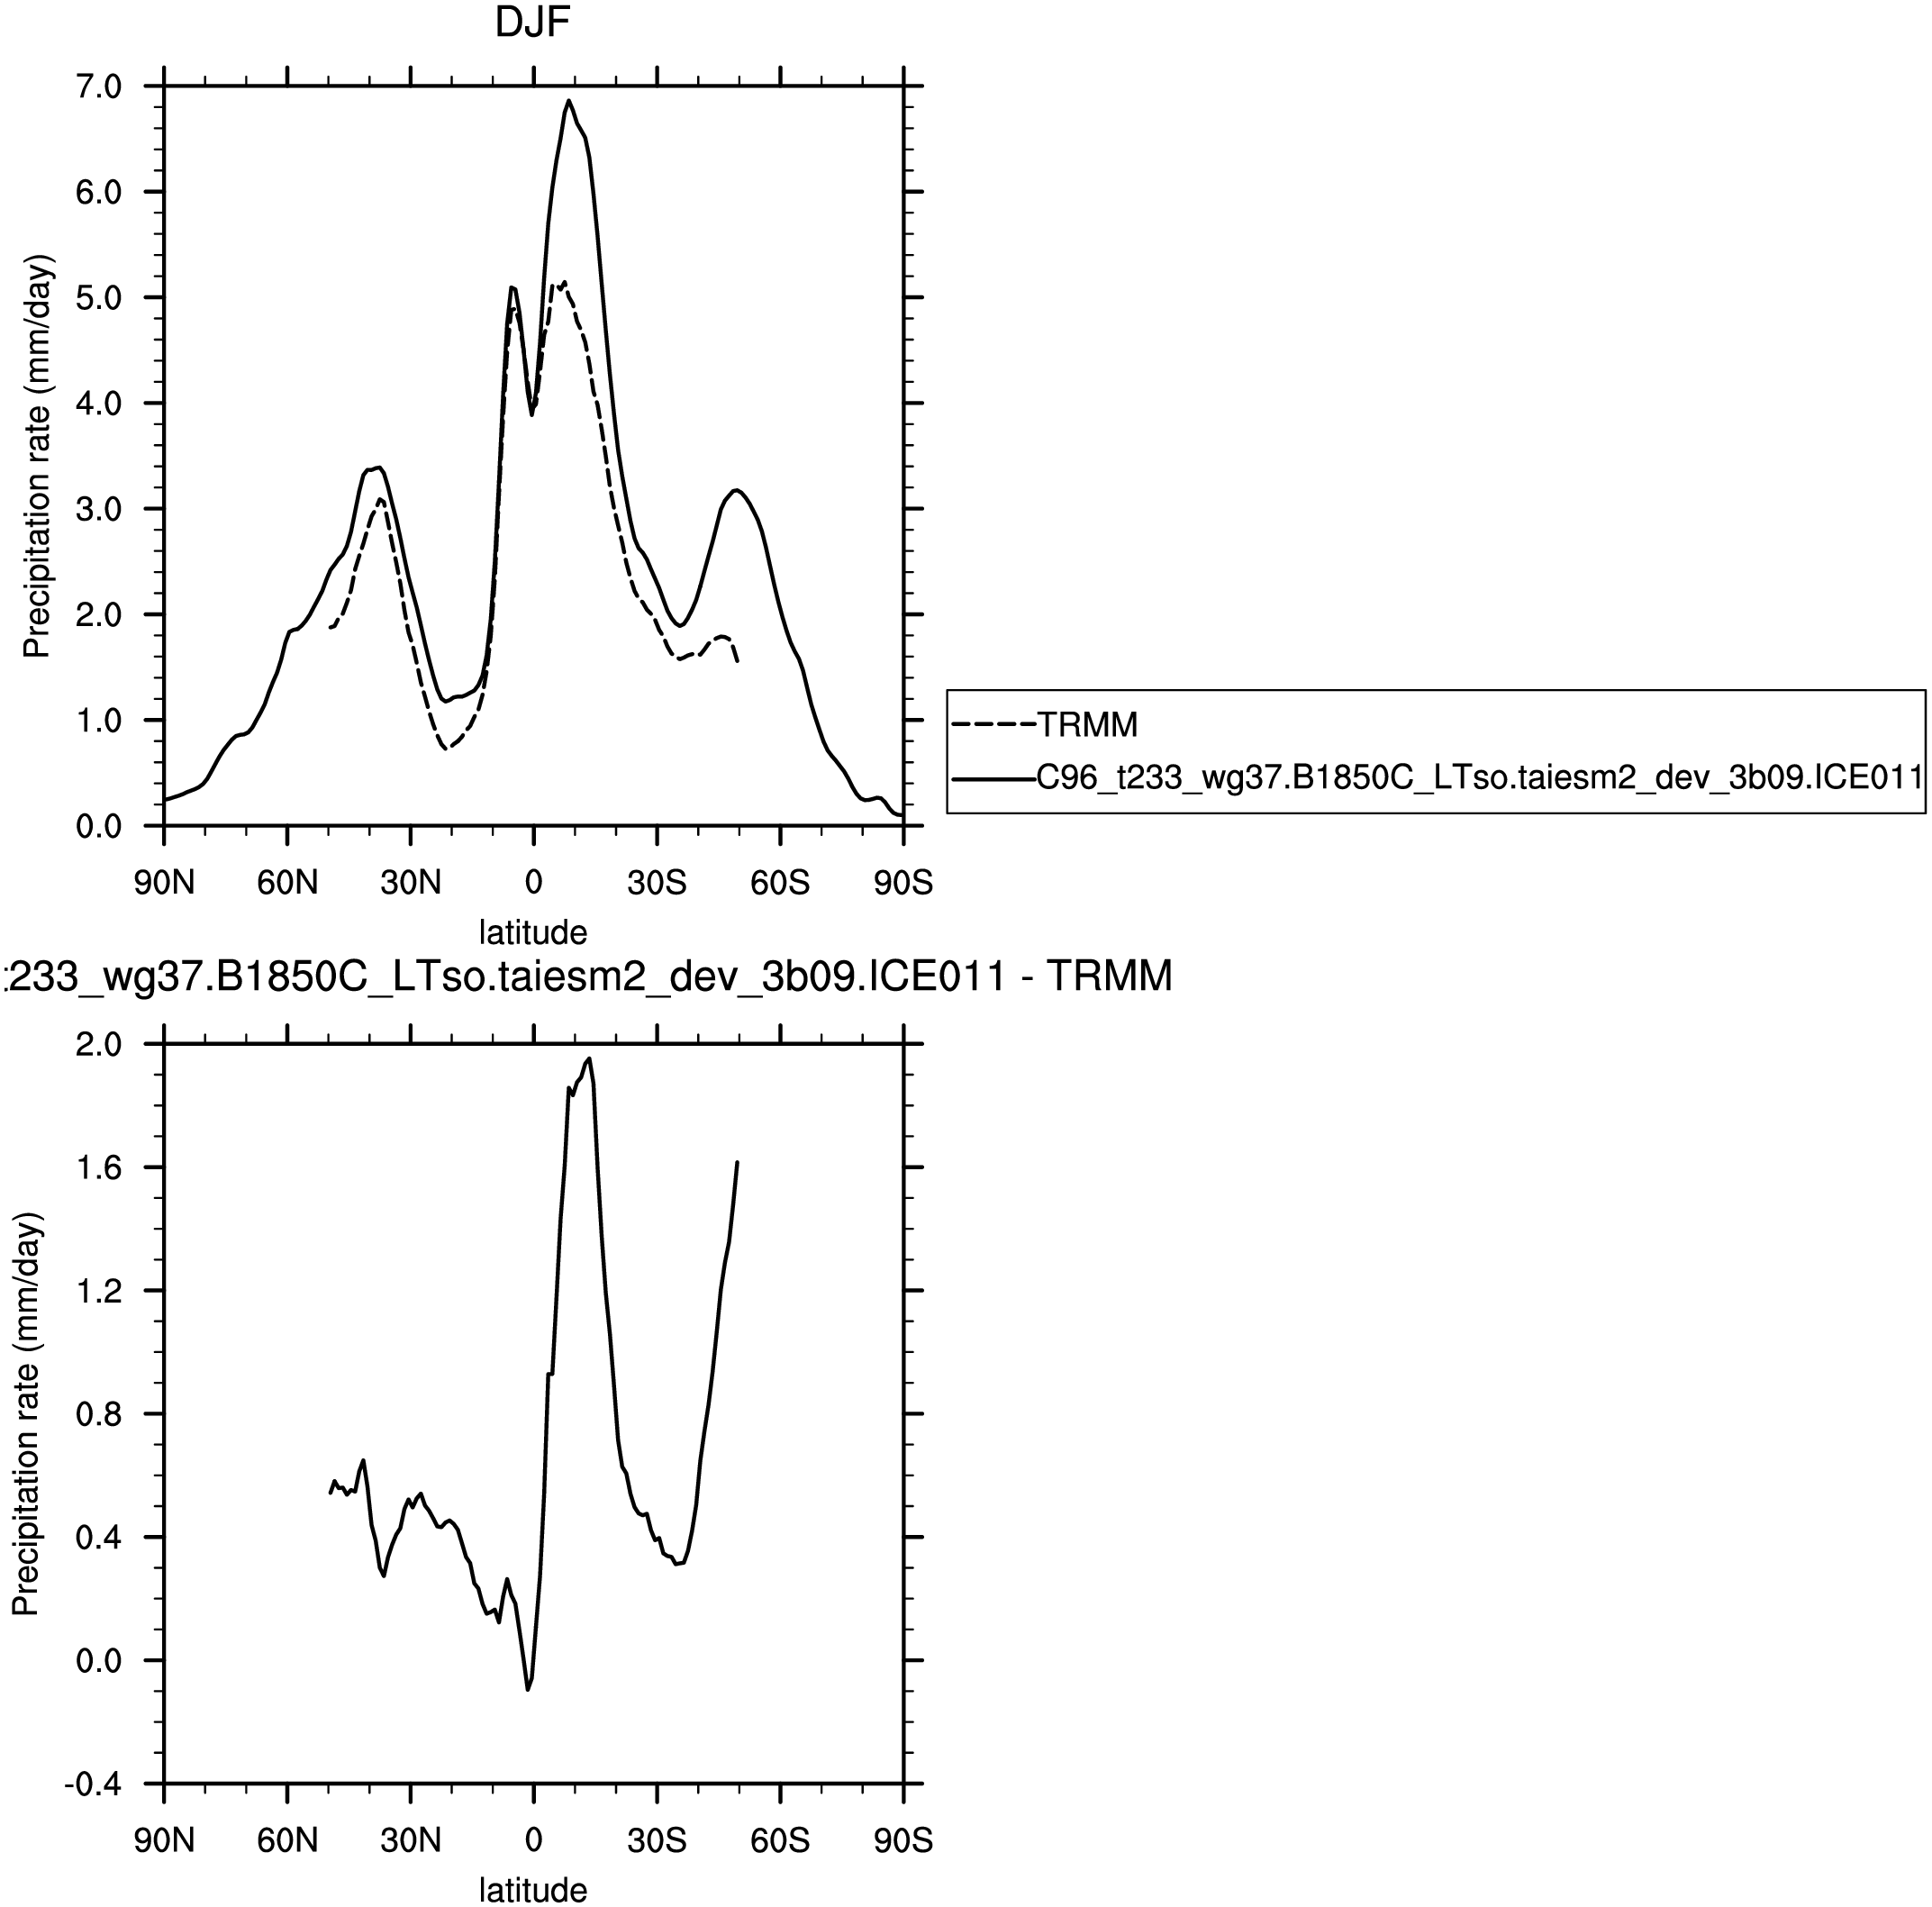 DJF
7.0
6.0
5.0
4.0
3.0
2.0
1.0
0.0
Precipitation rate (mm/day)
90N 60N 30N 0 30S 60S 90S
latitude
TRMM
C96_t233_wg37.B1850C_LTso.taiesm2_dev_3b09.ICE011
:233_wg37.B1850C_LTso.taiesm2_dev_3b09.ICE011 - TRMM
2.0
1.6
1.2
0.8
0.4
0.0
-0.4
Precipitation rate (mm/day)
90N 60N 30N 0 30S 60S 90S
latitude